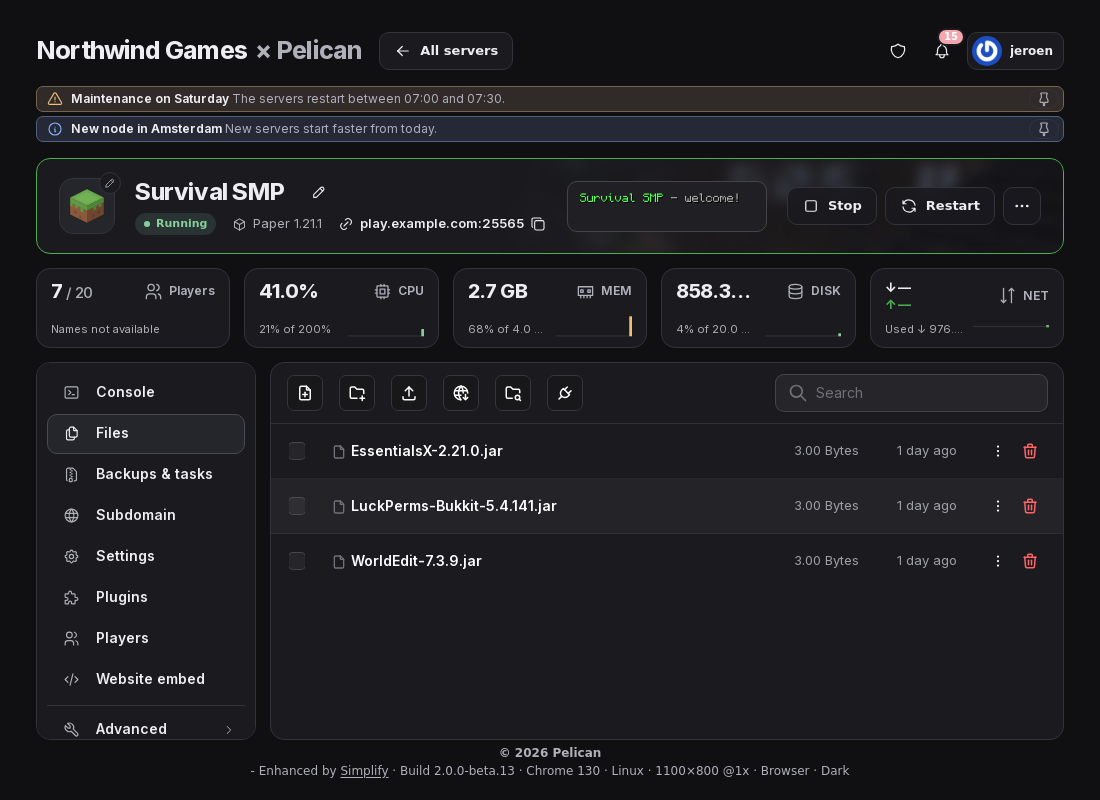 Northwind Games × Pelican
All servers
15
jeroen
Maintenance on Saturday The servers restart between 07:00 and 07:30.
New node in Amsterdam New servers start faster from today.
Survival SMP
Running
Paper 1.21.1
play.example.com:25565
Survival SMP – welcome!
Stop
Restart
7 / 20
Players
Names not available
41.0%
CPU
21% of 200%
2.7 GB
MEM
68% of 4.0 ...
858.3...
DISK
4% of 20.0 ...
↓—
↑—
NET
Used ↓ 976....
Console
Files
Backups & tasks
Subdomain
Settings
Plugins
Players
Website embed
Advanced
Search
EssentialsX-2.21.0.jar
3.00 Bytes
1 day ago
LuckPerms-Bukkit-5.4.141.jar
3.00 Bytes
1 day ago
WorldEdit-7.3.9.jar
3.00 Bytes
1 day ago
© 2026 Pelican
- Enhanced by Simplify · Build 2.0.0-beta.13 · Chrome 130 · Linux · 1100×800 @1x · Browser · Dark